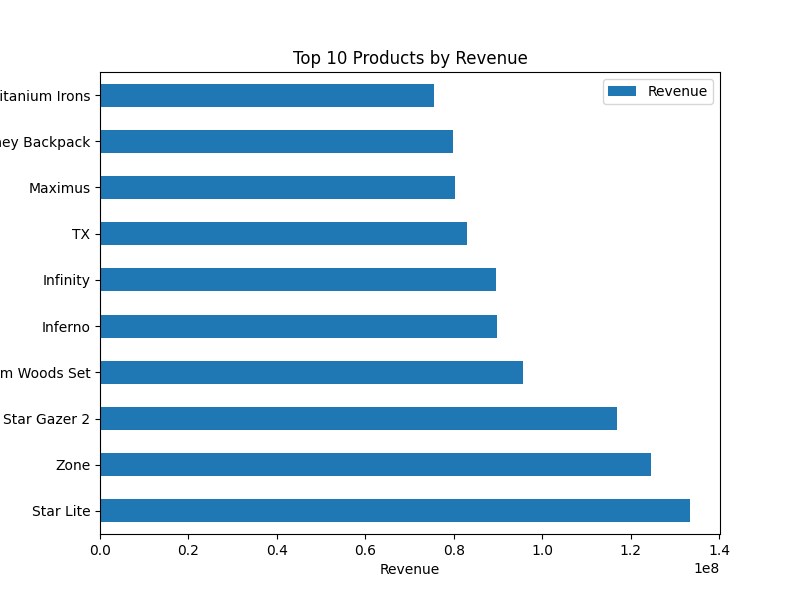 Top 10 Products by Revenue
Revenue
Irons
Backpack
Maximus
TX
Infinity
Inferno
Woods Set
Star Gazer 2
Zone
Star Lite
0.0 0.2 0.4 0.6 0.8 1.0 1.2 1.4
1e8
Revenue